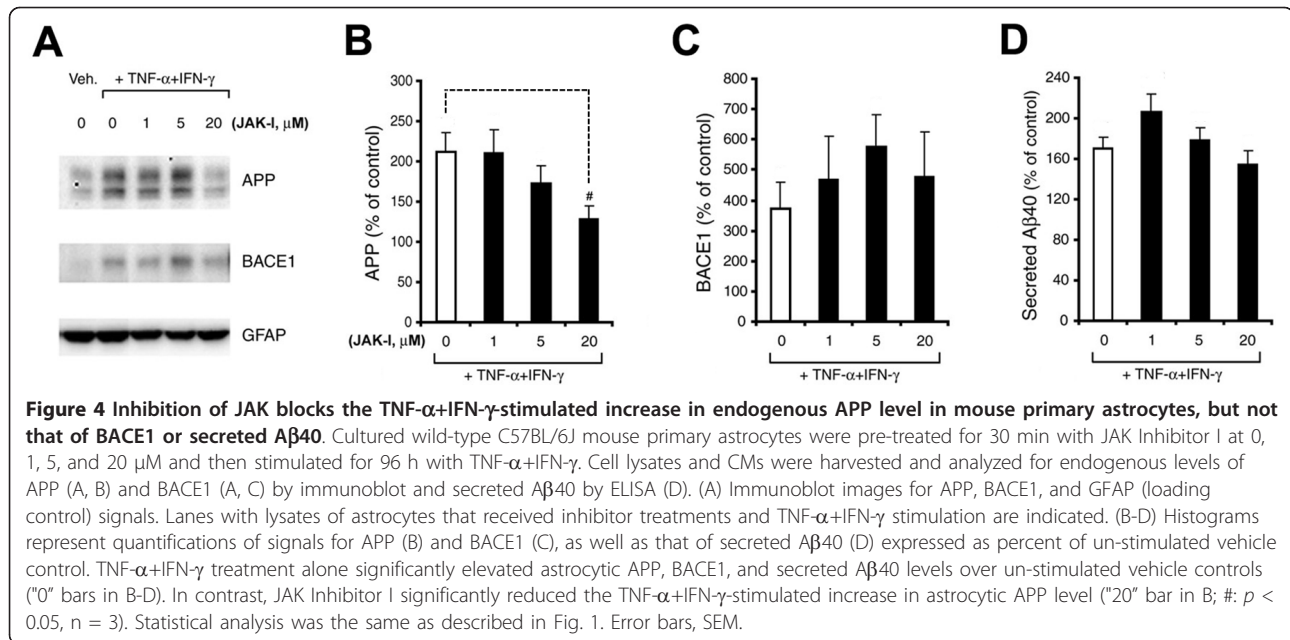 A
Veh. + TNF-α+IFN-γ
0 0 1 5 20 (JAK-I, μM)
APP
BACE1
GFAP
B
APP (% of control)
300
250
200
150
100
50
0
#
(JAK-I, μM) 0 1 5 20
+ TNF-α+IFN-γ
C
BACE1 (% of control)
800
700
600
500
400
300
200
100
0
0 1 5 20
+ TNF-α+IFN-γ
D
Secreted Aβ40 (% of control)
240
200
160
120
80
40
0
0 1 5 20
+ TNF-α+IFN-γ
Figure 4 Inhibition of JAK blocks the TNF-α+IFN-γ-stimulated increase in endogenous APP level in mouse primary astrocytes, but not
that of BACE1 or secreted Aβ40. Cultured wild-type C57BL/6J mouse primary astrocytes were pre-treated for 30 min with JAK Inhibitor I at 0,
1, 5, and 20 μM and then stimulated for 96 h with TNF-α+IFN-γ. Cell lysates and CMs were harvested and analyzed for endogenous levels of
APP (A, B) and BACE1 (A, C) by immunoblot and secreted Aβ40 by ELISA (D). (A) Immunoblot images for APP, BACE1, and GFAP (loading
control) signals. Lanes with lysates of astrocytes that received inhibitor treatments and TNF-α+IFN-γ stimulation are indicated. (B-D) Histograms
represent quantifications of signals for APP (B) and BACE1 (C), as well as that of secreted Aβ40 (D) expressed as percent of un-stimulated vehicle
control. TNF-α+IFN-γ treatment alone significantly elevated astrocytic APP, BACE1, and secreted Aβ40 levels over un-stimulated vehicle controls
("0" bars in B-D). In contrast, JAK Inhibitor I significantly reduced the TNF-α+IFN-γ-stimulated increase in astrocytic APP level ("20" bar in B; #: p <
0.05, n = 3). Statistical analysis was the same as described in Fig. 1. Error bars, SEM.